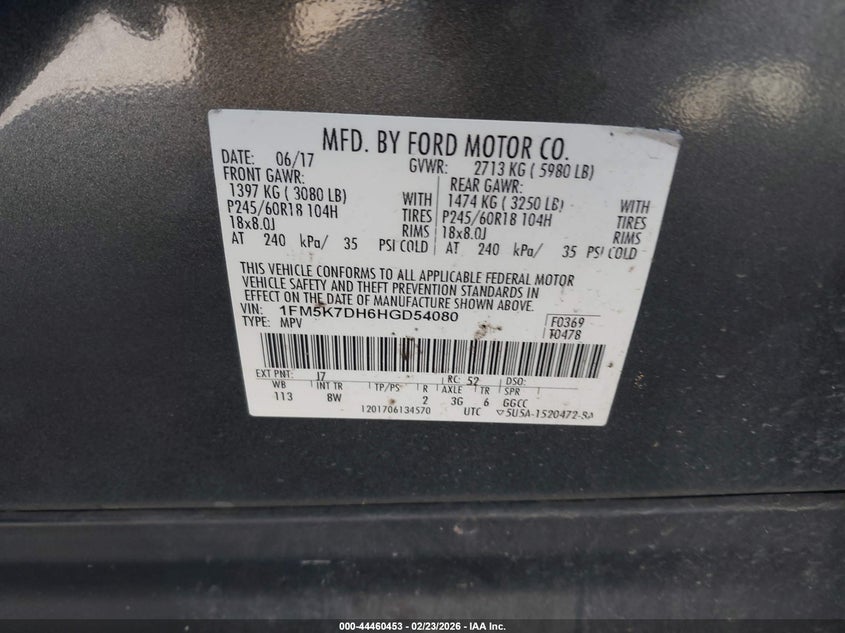 MFD. BY FORD MOTOR CO.
DATE: 06/17 GVWR: 2713 KG ( 5980 LB)
FRONT GAWR: REAR GAWR:
1397 KG ( 3080 LB) WITH 1474 KG ( 3250 LB) WITH
P245/60R18 104H TIRES P245/60R18 104H TIRES
18x8.0J RIMS 18x8.0J RIMS
AT 240 kPa/ 35 PSI COLD AT 240 kPa/ 35 PSI COLD
THIS VEHICLE CONFORMS TO ALL APPLICABLE FEDERAL MOTOR
VEHICLE SAFETY AND THEFT PREVENTION STANDARDS IN
EFFECT ON THE DATE OF MANUFACTURE SHOWN ABOVE.
VIN: 1FM5K7DH6HGD54080 F0369
TYPE: MPV T0478
EXT PNT: J7 RC: 52 DSO:
WB INT TR TP/PS R AXLE TR SPR
113 8W 2 3G 6 GGCC
1201706134570 UTC 5U5A-1520472-BA
000-44460453 - 02/23/2026 - IAA Inc.